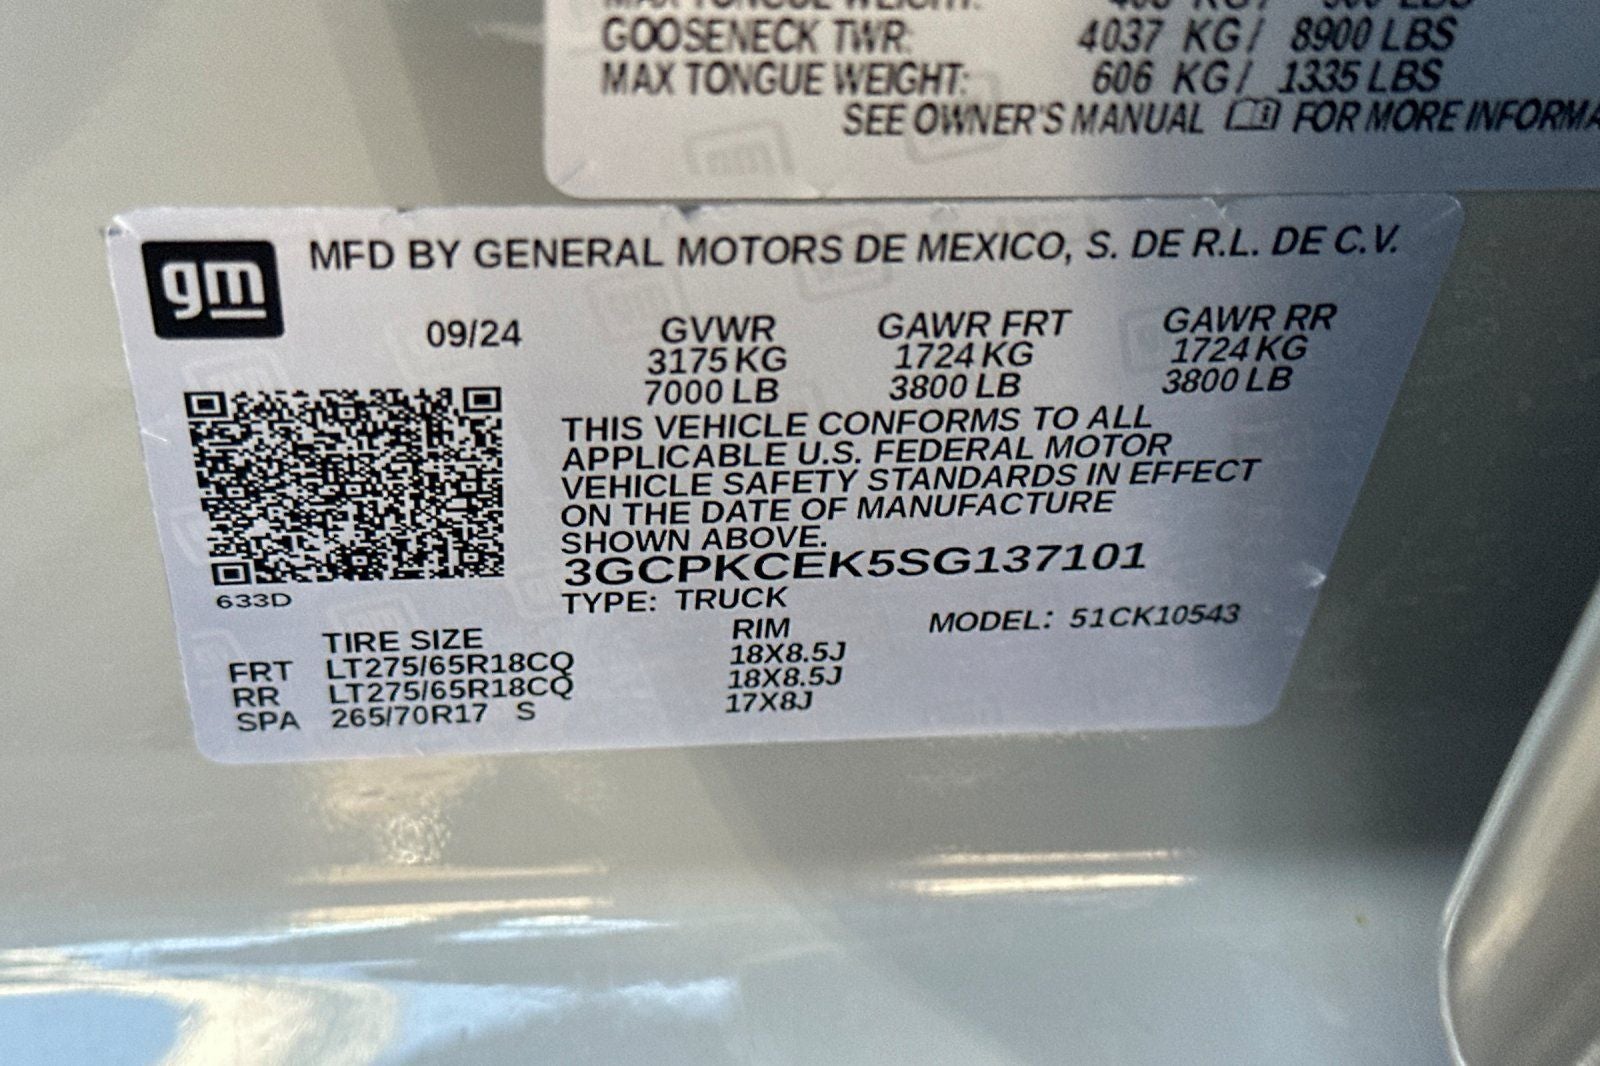 MAX TONGUE WEIGHT:
GOOSENECK TWR: 4037 KG/ 8900 LBS
MAX TONGUE WEIGHT: 606 KG/ 1335 LBS
SEE OWNER'S MANUAL FOR MORE
gm
MFD BY GENERAL MOTORS DE MEXICO, S. DE R.L. DE C.V.
09/24 GVWR GAWR FRT GAWR RR
3175 KG 1724 KG 1724 KG
7000 LB 3800 LB 3800 LB
THIS VEHICLE CONFORMS TO ALL
APPLICABLE U.S. FEDERAL MOTOR
VEHICLE SAFETY STANDARDS IN EFFECT
ON THE DATE OF MANUFACTURE
SHOWN ABOVE.
3GCPKCEK5SG137101
633D
TYPE: TRUCK MODEL: 51CK10543
TIRE SIZE RIM
FRT LT275/65R18CQ 18X8.5J
RR LT275/65R18CQ 18X8.5J
SPA 265/70R17 S 17X8J